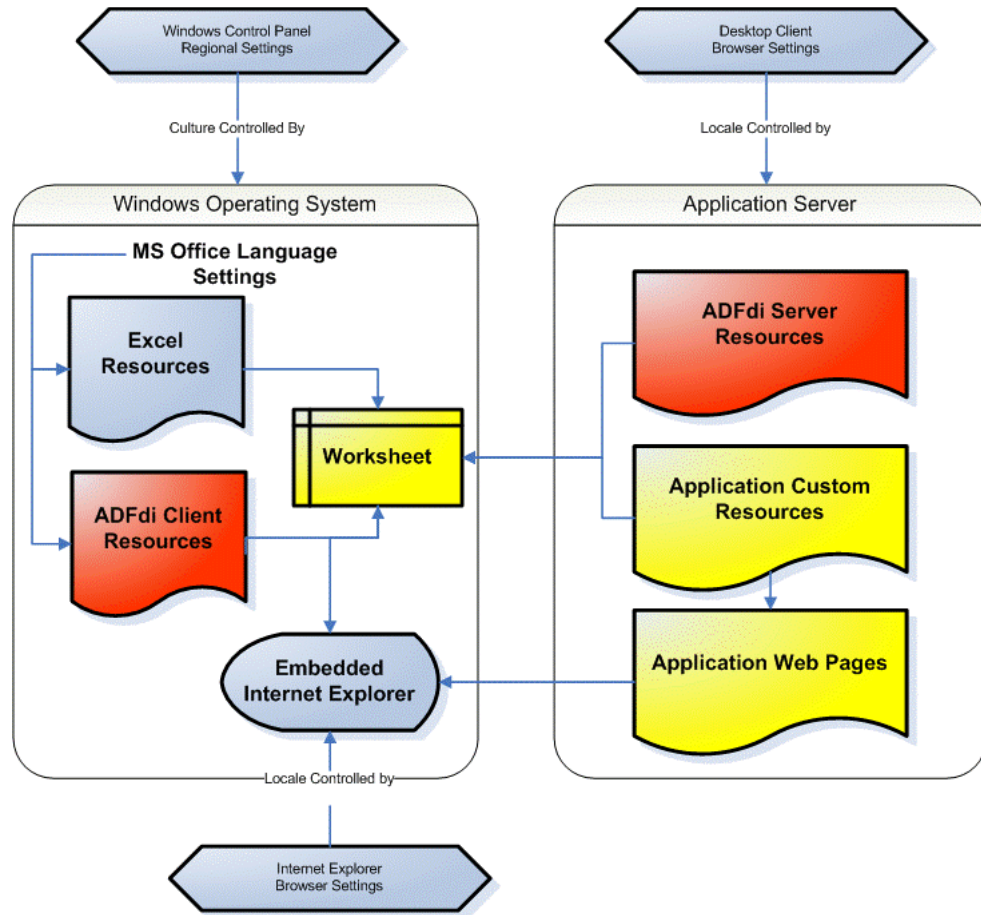 Windows Control Panel
Regional Settings
Desktop Client
Browser Settings
Culture Controlled By
Locale Controlled by
Windows Operating System
Application Server
MS Office Language
Settings
Excel
Resources
ADFdi Server
Resources
Worksheet
Application Custom
Resources
ADFdi Client
Resources
Embedded
Internet Explorer
Application Web Pages
Locale Controlled by
Internet Explorer
Browser Settings